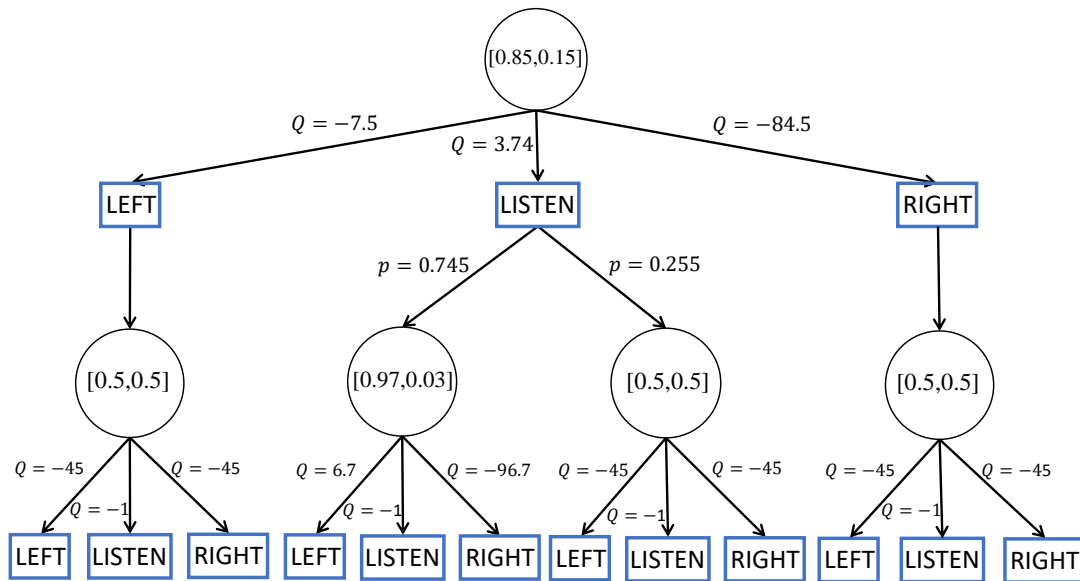 [0.85,0.15]
Q = −7.5
Q = 3.74
Q = −84.5
LEFT
LISTEN
RIGHT
p = 0.745
p = 0.255
[0.5,0.5]
[0.97,0.03]
[0.5,0.5]
[0.5,0.5]
Q = −45
Q = −1
Q = −45
Q = 6.7
Q = −1
Q = −96.7
Q = −45
Q = −1
Q = −45
Q = −45
Q = −1
Q = −45
LEFT
LISTEN
RIGHT
LEFT
LISTEN
RIGHT
LEFT
LISTEN
RIGHT
LEFT
LISTEN
RIGHT